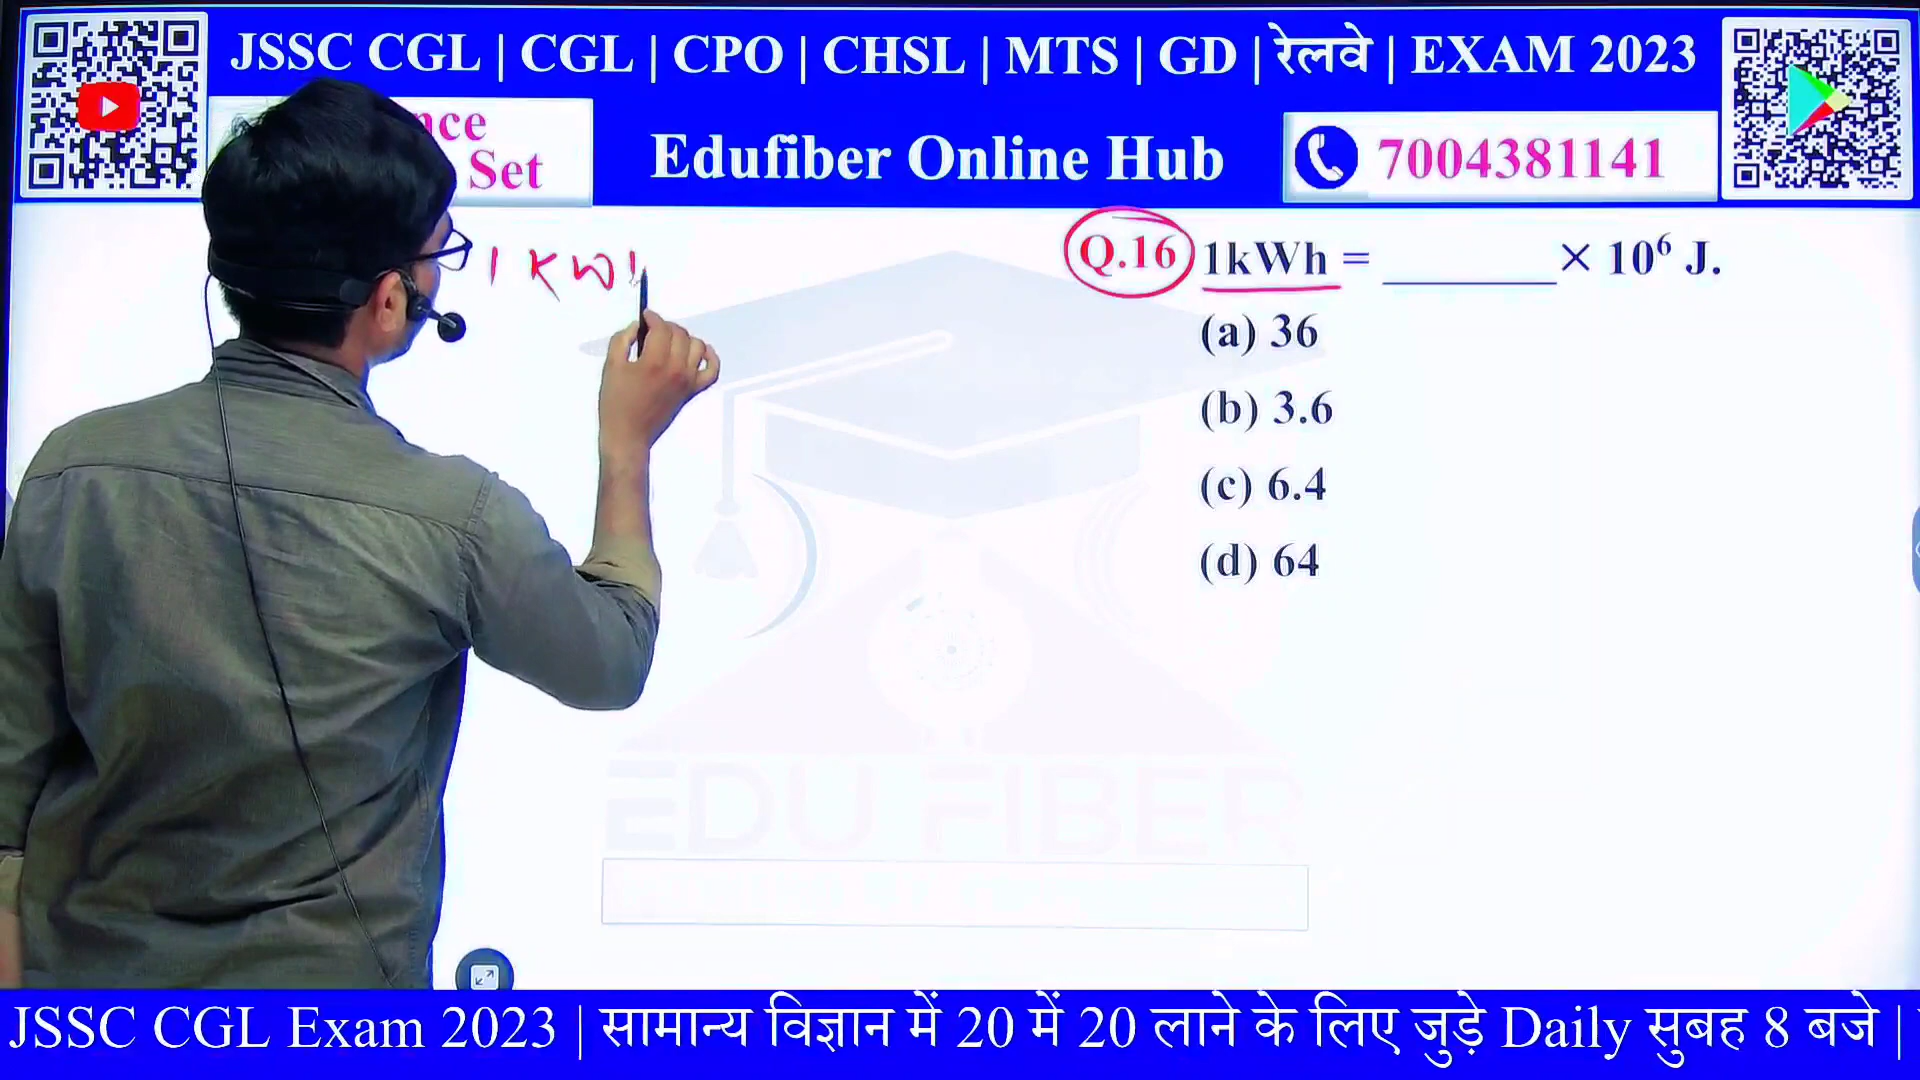 JSSC CGL | CGL | CPO | CHSL | MTS | GD | रेलवे | EXAM 2023
Set
Edufiber Online Hub
7004381141
1 KW
Q.16 1kWh = ________ × 10⁶ J.
(a) 36
(b) 3.6
(c) 6.4
(d) 64
EDU FIBER
JSSC CGL Exam 2023 | सामान्य विज्ञान में 20 में 20 लाने के लिए जुड़े Daily सुबह 8 बजे |